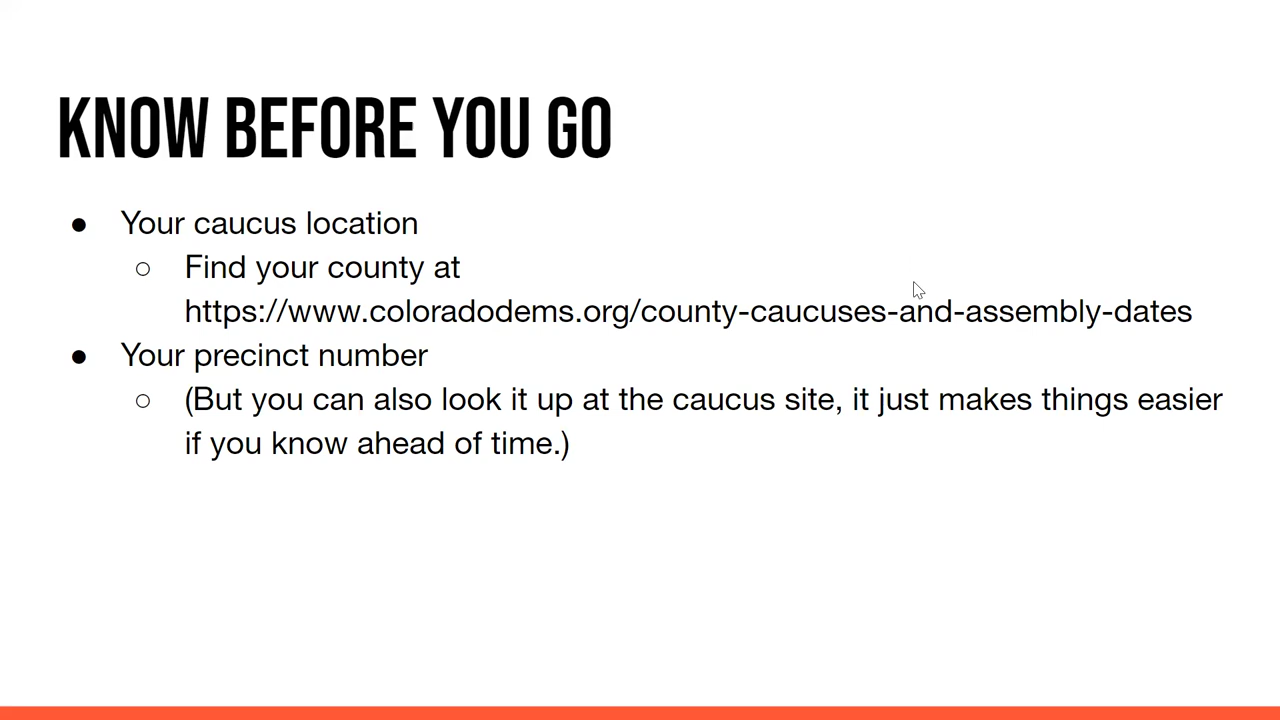 KNOW BEFORE YOU GO
● Your caucus location
○ Find your county at
https://www.coloradodems.org/county-caucuses-and-assembly-dates
● Your precinct number
○ (But you can also look it up at the caucus site, it just makes things easier
if you know ahead of time.)